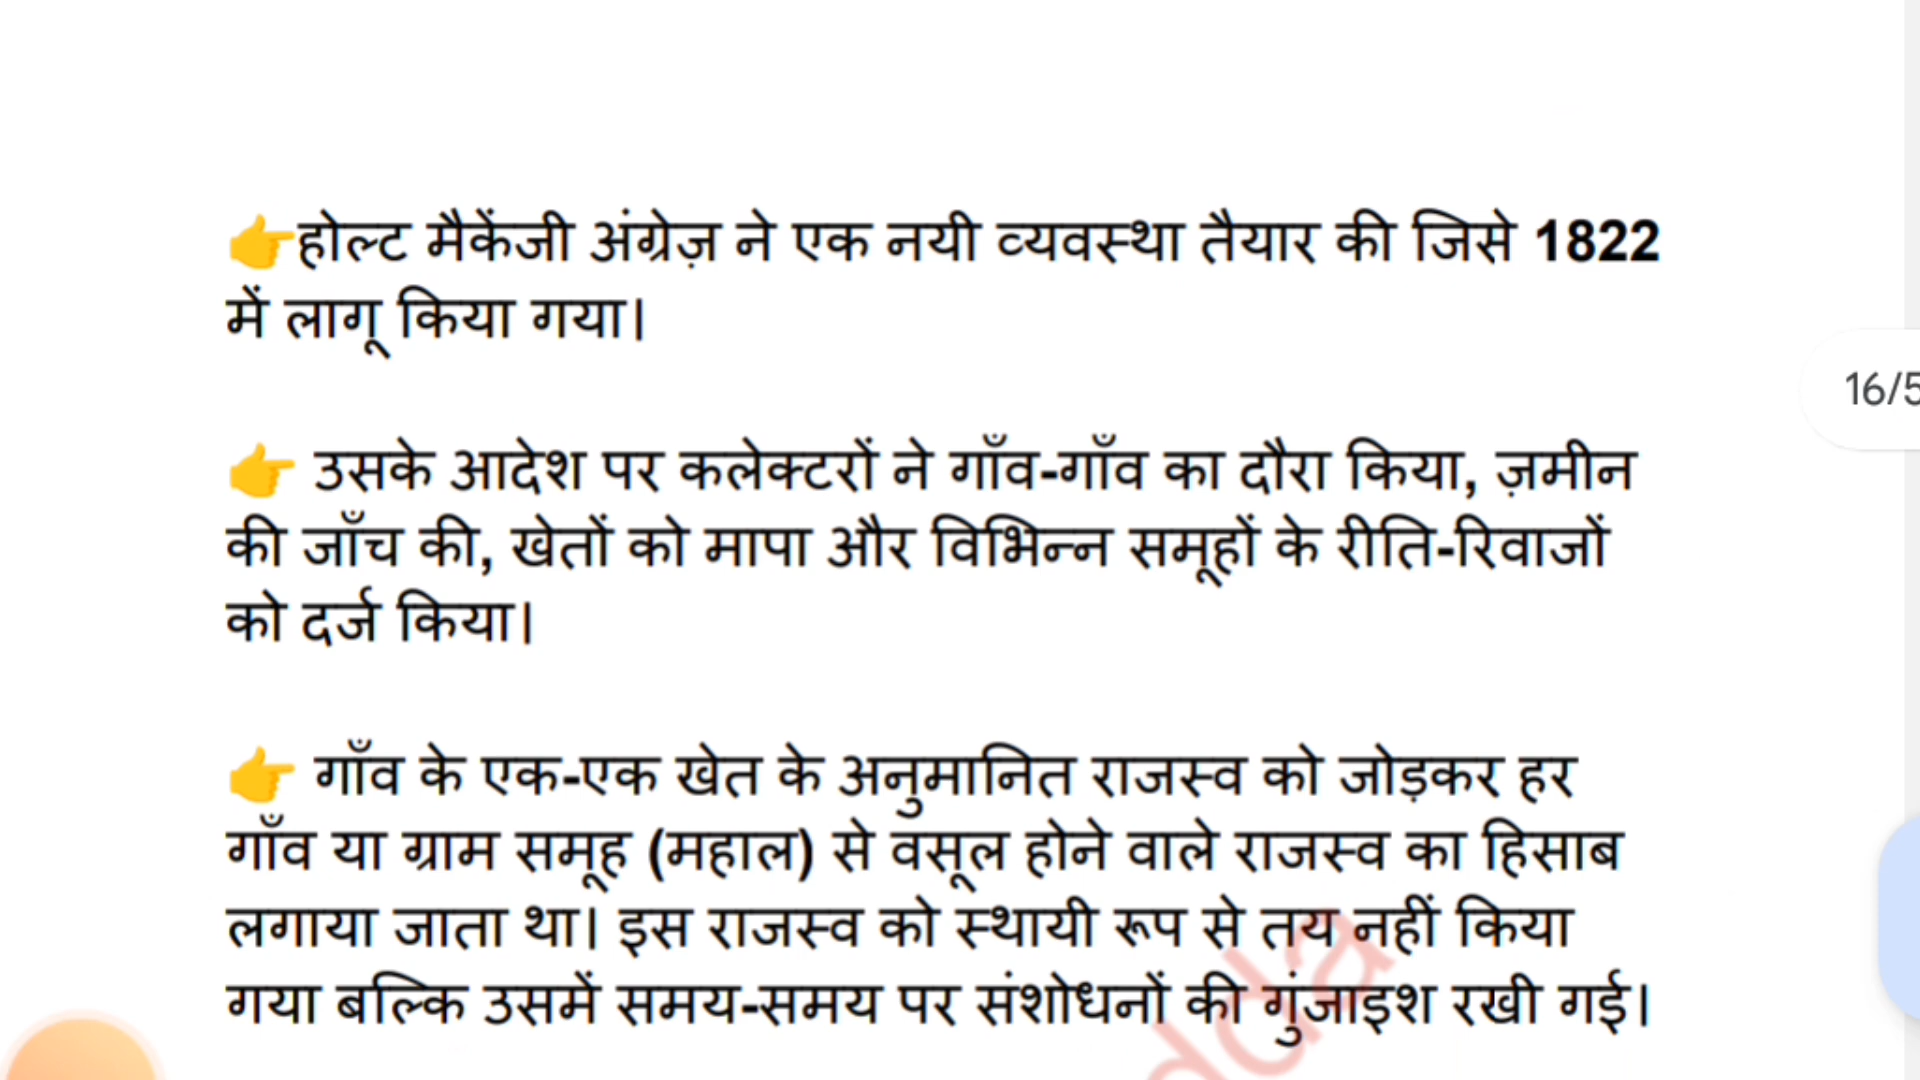 👉होल्ट मैकेंजी अंग्रेज़ ने एक नयी व्यवस्था तैयार की जिसे 1822
में लागू किया गया।
16/5
👉 उसके आदेश पर कलेक्टरों ने गाँव-गाँव का दौरा किया, ज़मीन
की जाँच की, खेतों को मापा और विभिन्न समूहों के रीति-रिवाजों
को दर्ज किया।
👉 गाँव के एक-एक खेत के अनुमानित राजस्व को जोड़कर हर
गाँव या ग्राम समूह (महाल) से वसूल होने वाले राजस्व का हिसाब
लगाया जाता था। इस राजस्व को स्थायी रूप से तय नहीं किया
गया बल्कि उसमें समय-समय पर संशोधनों की गुंजाइश रखी गई।
dda